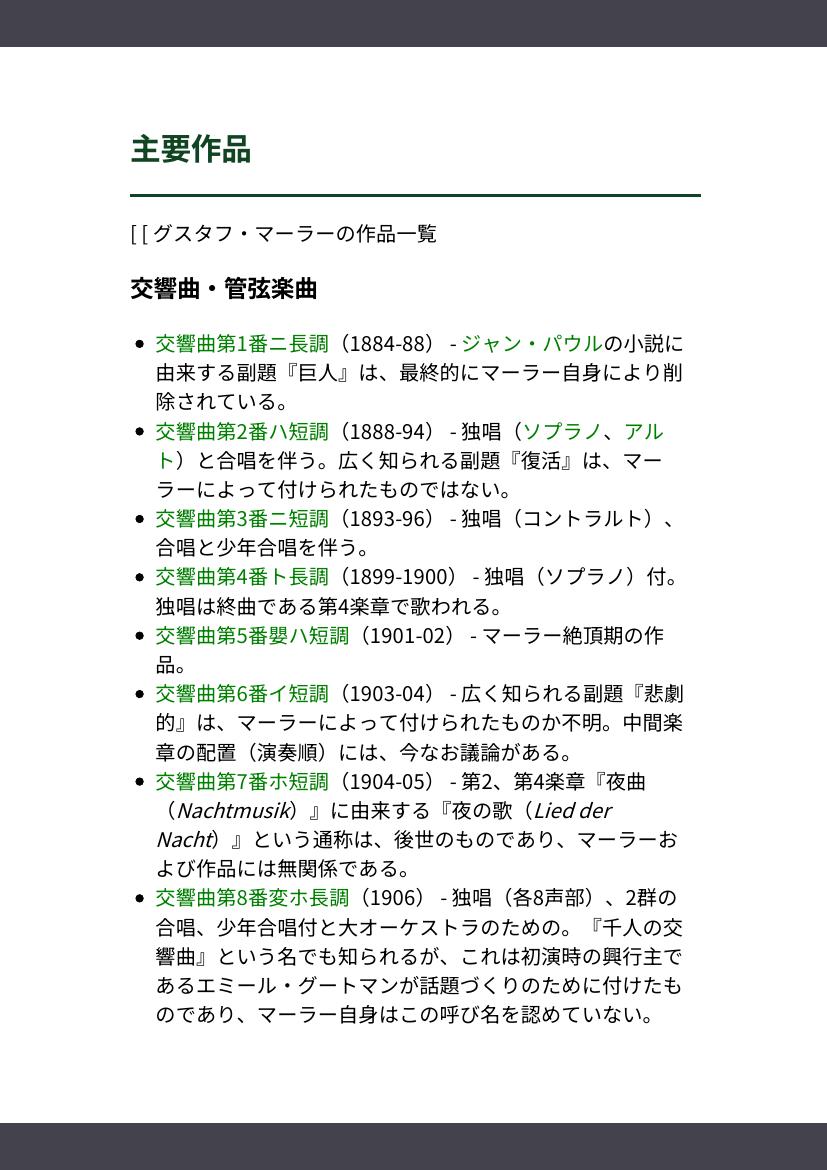 主要作品
[ [ グスタフ・マーラーの作品一覧
交響曲・管弦楽曲
• 交響曲第1番ニ長調（1884-88） - ジャン・パウルの小説に
由来する副題『巨人』は、最終的にマーラー自身により削
除されている。
• 交響曲第2番ハ短調（1888-94） - 独唱（ソプラノ、アル
ト）と合唱を伴う。広く知られる副題『復活』は、マー
ラーによって付けられたものではない。
• 交響曲第3番ニ短調（1893-96） - 独唱（コントラルト）、
合唱と少年合唱を伴う。
• 交響曲第4番ト長調（1899-1900） - 独唱（ソプラノ）付。
独唱は終曲である第4楽章で歌われる。
• 交響曲第5番嬰ハ短調（1901-02） - マーラー絶頂期の作
品。
• 交響曲第6番イ短調（1903-04） - 広く知られる副題『悲劇
的』は、マーラーによって付けられたものか不明。中間楽
章の配置（演奏順）には、今なお議論がある。
• 交響曲第7番ホ短調（1904-05） - 第2、第4楽章『夜曲
（Nachtmusik）』に由来する『夜の歌（Lied der
Nacht）』という通称は、後世のものであり、マーラーお
よび作品には無関係である。
• 交響曲第8番変ホ長調（1906） - 独唱（各8声部）、2群の
合唱、少年合唱付と大オーケストラのための。『千人の交
響曲』という名でも知られるが、これは初演時の興行主で
あるエミール・グートマンが話題づくりのために付けたも
のであり、マーラー自身はこの呼び名を認めていない。